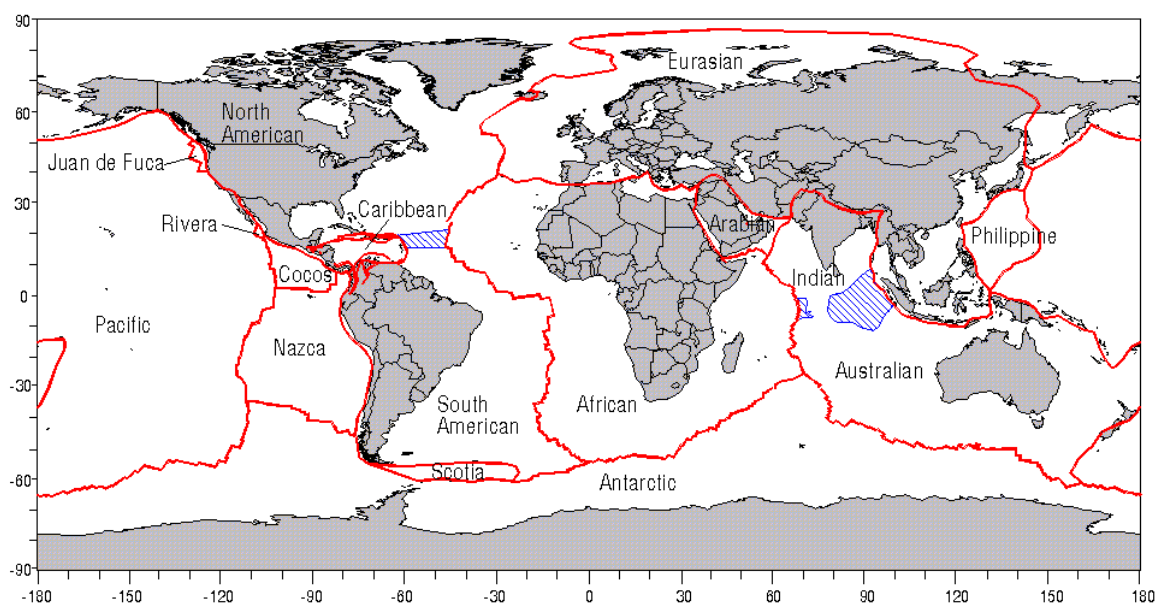 90
Eurasian
60
North
American
Juan de Fuca
30
Caribbean
Rivera
Arabian
Philippine
Cocos
Indian
0
Pacific
Nazca
Australian
-30
South
American
African
Scotia
-60
Antarctic
-90
-180 -150 -120 -90 -60 -30 0 30 60 90 120 150 180